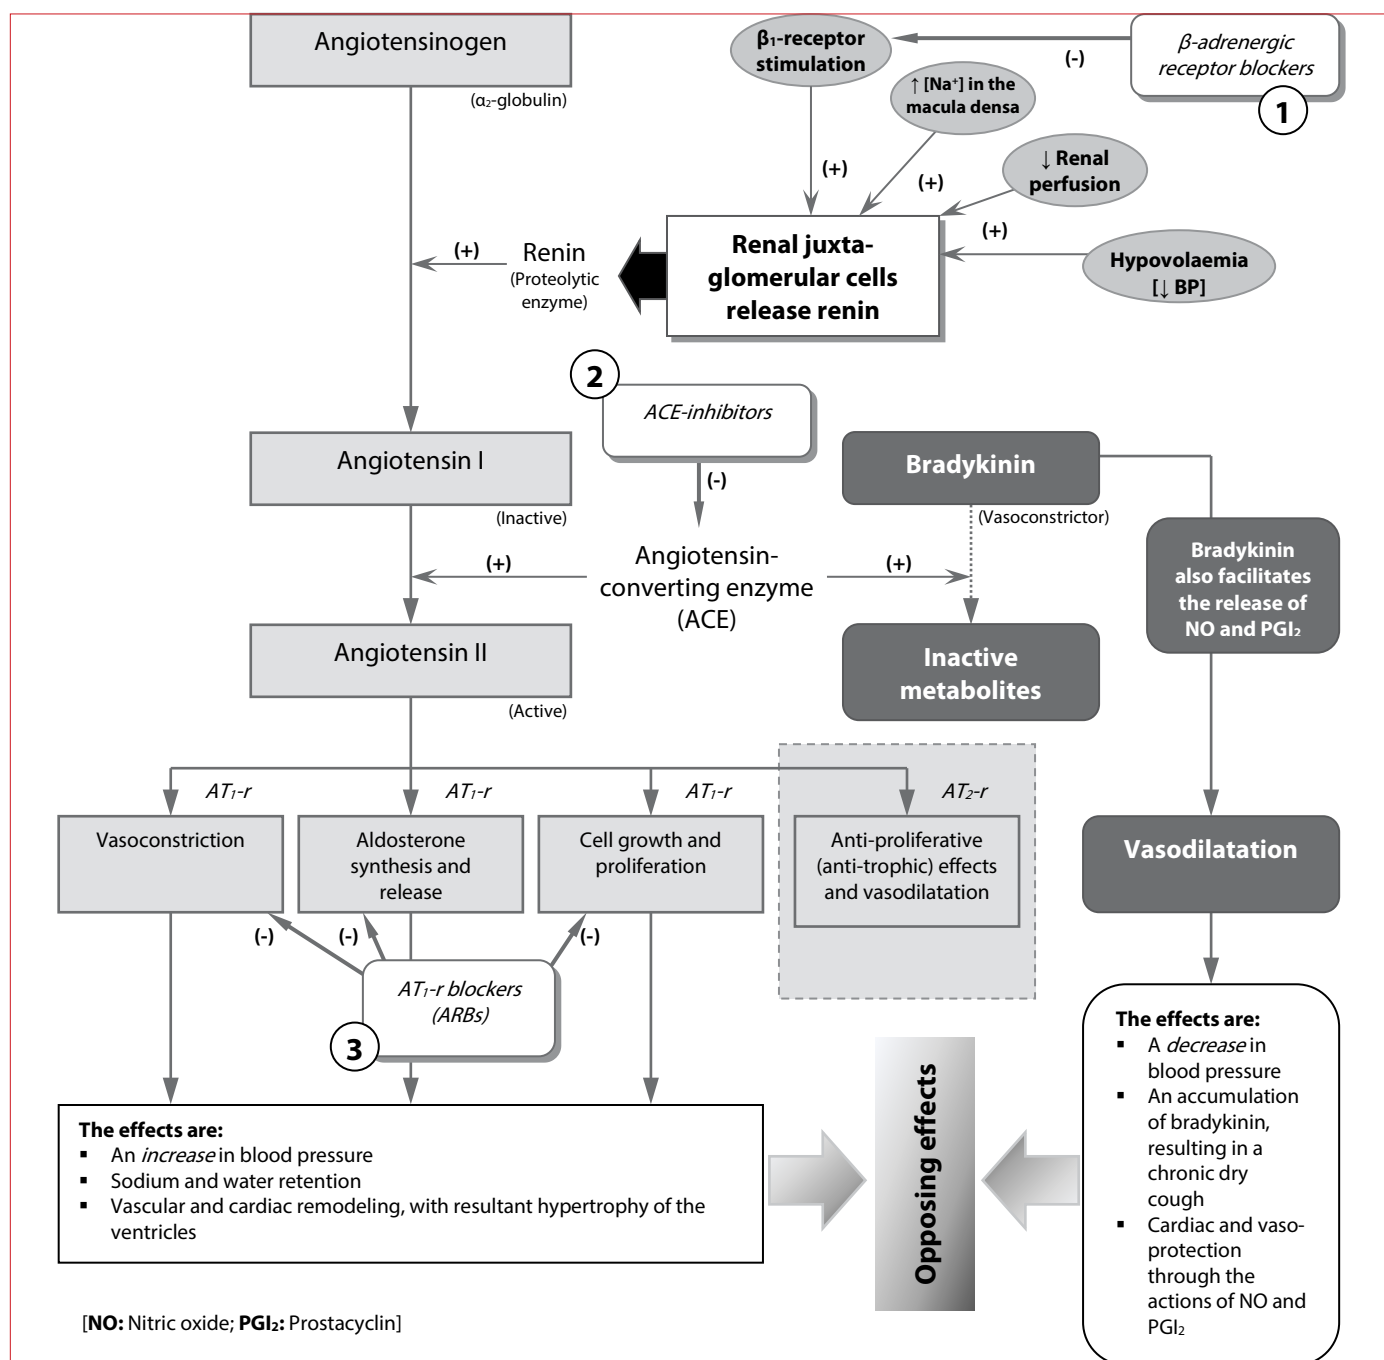 Angiotensinogen
(α₂-globulin)
β₁-receptor
stimulation
(-)
β-adrenergic
receptor blockers
1
↑ [Na⁺] in the
macula densa
↓ Renal
perfusion
(+)
(+)
(+)
Hypovolaemia
[↓ BP]
Renal juxta-
glomerular cells
release renin
(+)
Renin
(Proteolytic
enzyme)
2
ACE-inhibitors
(-)
Angiotensin I
(Inactive)
Bradykinin
(Vasoconstrictor)
Bradykinin
also facilitates
the release of
NO and PGI₂
(+)
Angiotensin-
converting enzyme
(ACE)
(+)
Angiotensin II
(Active)
Inactive
metabolites
AT₁-r
AT₁-r
AT₁-r
AT₂-r
Vasoconstriction
Aldosterone
synthesis and
release
Cell growth and
proliferation
Anti-proliferative
(anti-trophic) effects
and vasodilatation
Vasodilatation
(-)
(-)
(-)
AT₁-r blockers
(ARBs)
3
The effects are:
▪ An increase in blood pressure
▪ Sodium and water retention
▪ Vascular and cardiac remodeling, with resultant hypertrophy of the
ventricles
Opposing effects
The effects are:
▪ A decrease in
blood pressure
▪ An accumulation
of bradykinin,
resulting in a
chronic dry
cough
▪ Cardiac and vaso-
protection
through the
actions of NO and
PGI₂
[NO: Nitric oxide; PGI₂: Prostacyclin]